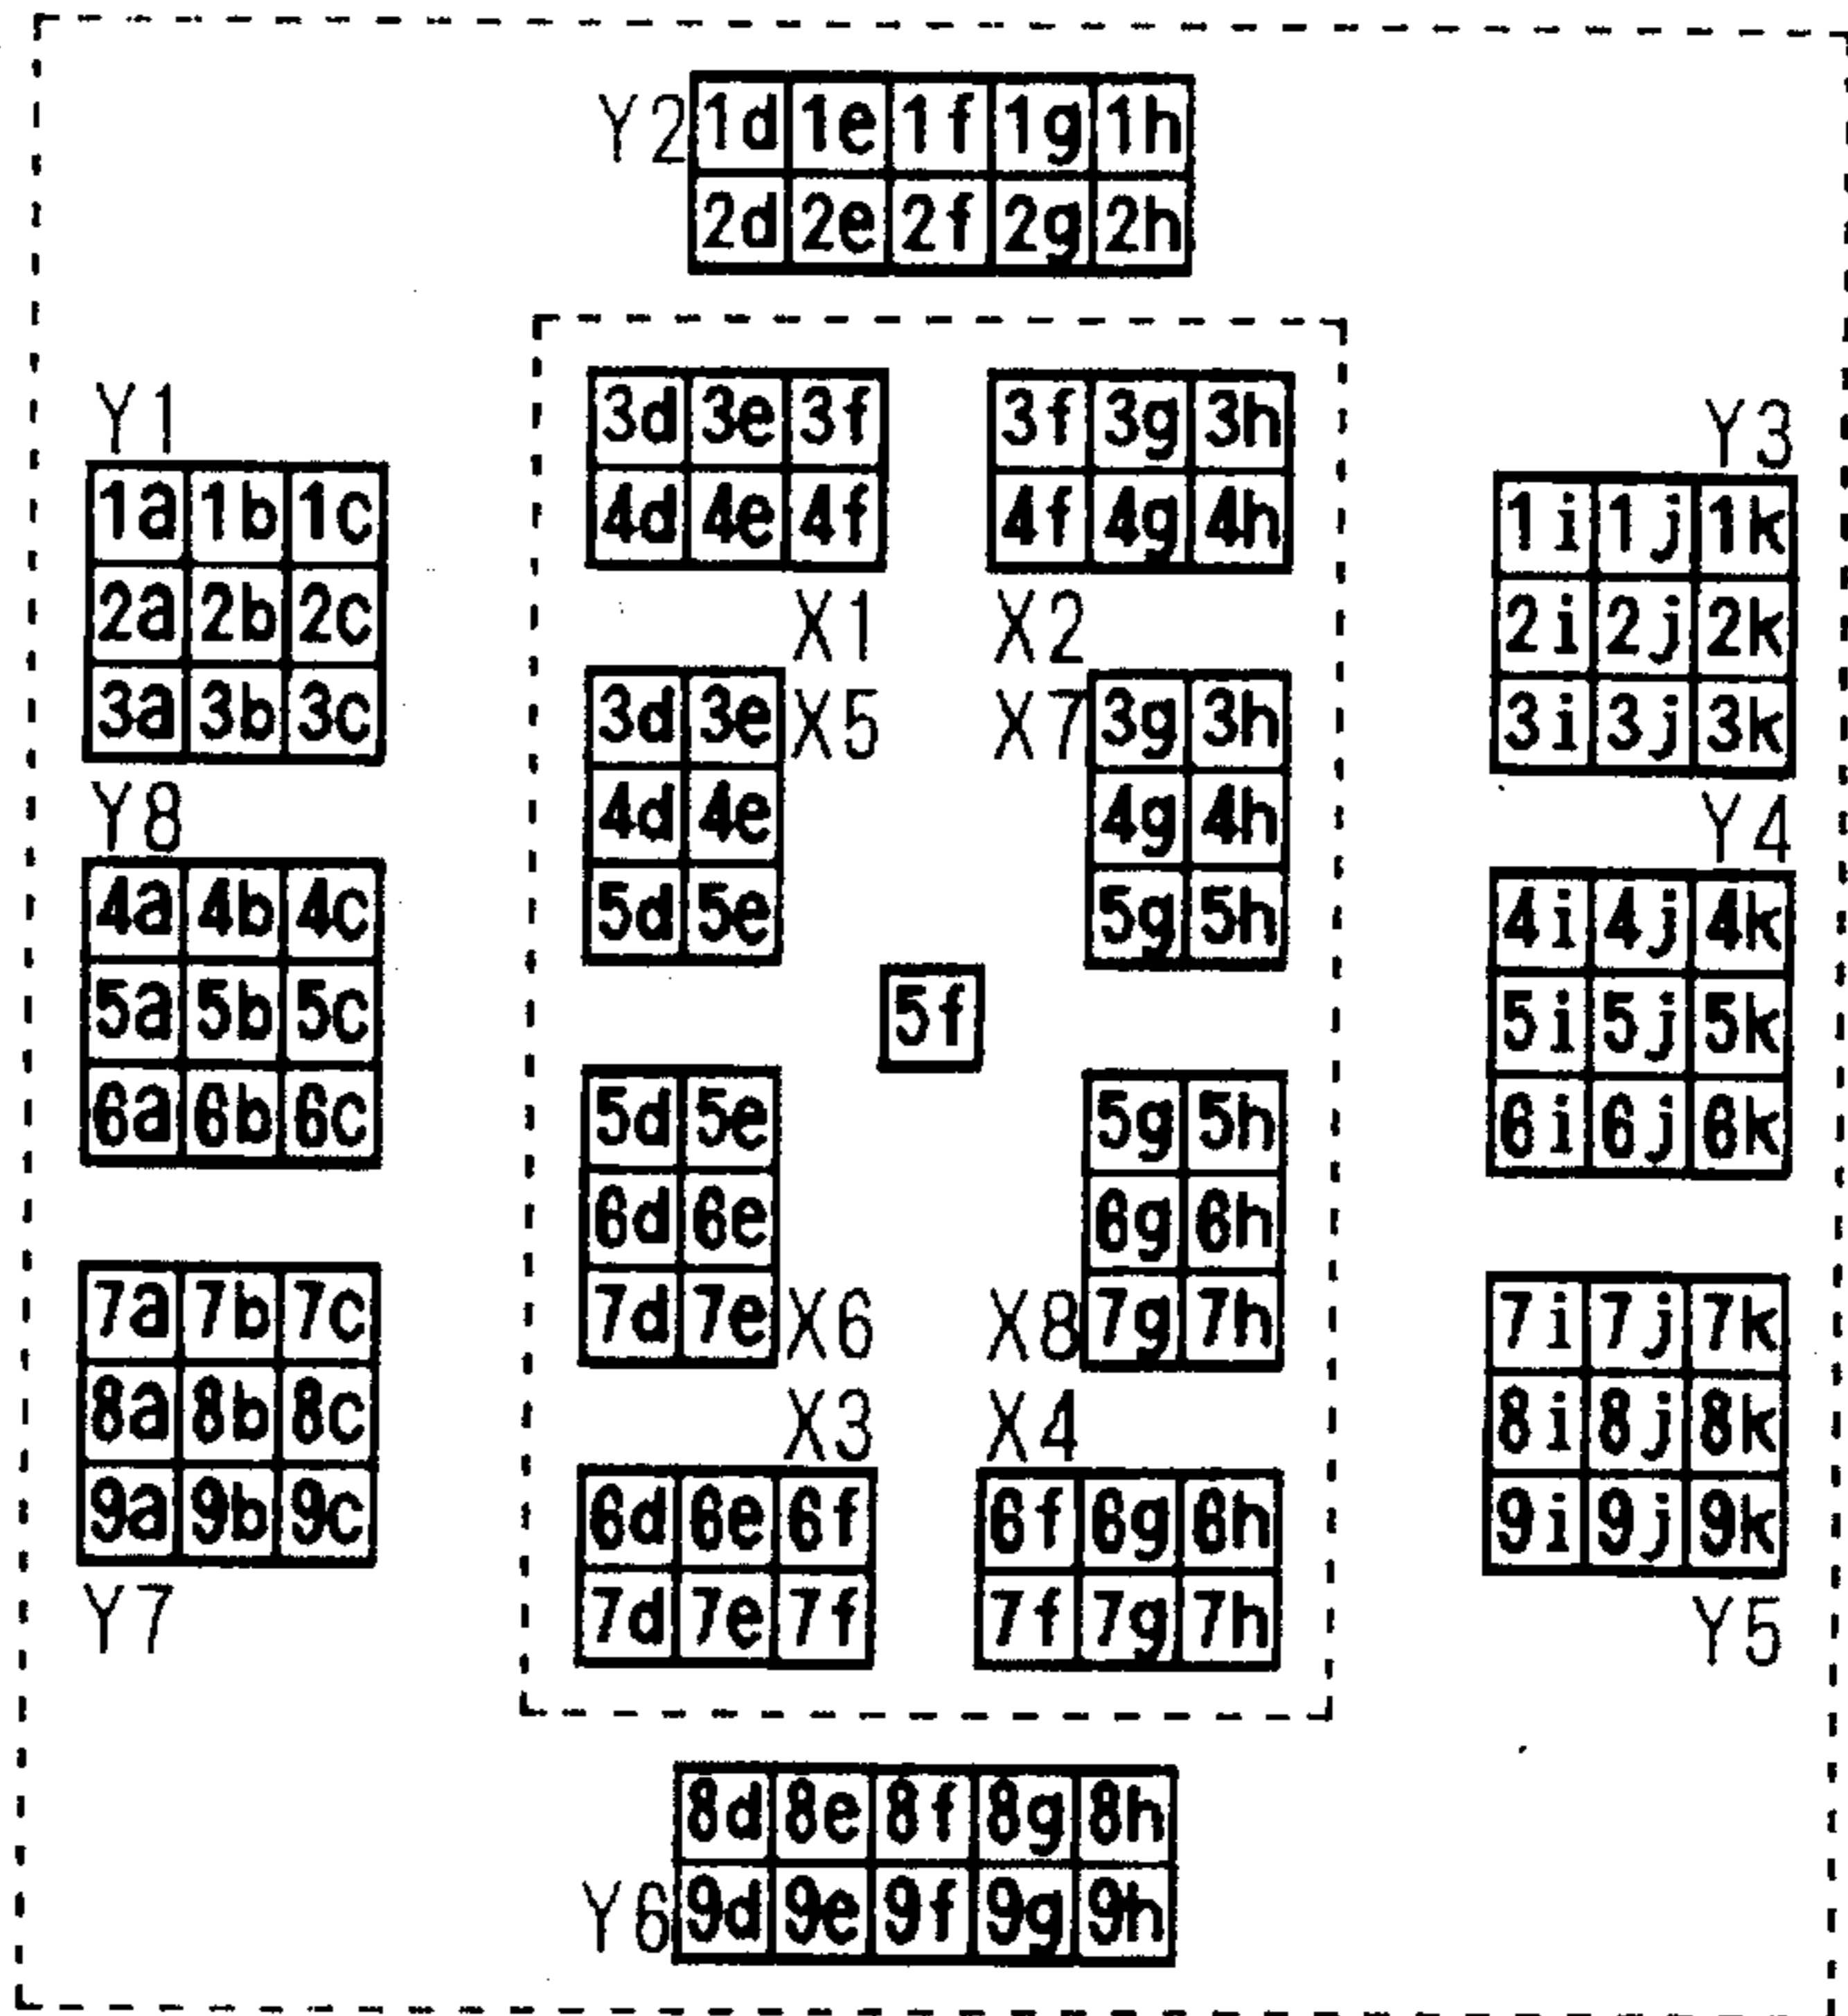 Y2
1d 1e 1f 1g 1h
2d 2e 2f 2g 2h
Y1
1a 1b 1c
2a 2b 2c
3a 3b 3c
Y8
4a 4b 4c
5a 5b 5c
6a 6b 6c
7a 7b 7c
8a 8b 8c
9a 9b 9c
Y7
3d 3e 3f
4d 4e 4f
X1
3f 3g 3h
4f 4g 4h
X2
3d 3e
4d 4e
5d 5e
X5
X7
3g 3h
4g 4h
5g 5h
5f
5d 5e
6d 6e
7d 7e
X6
5g 5h
6g 6h
7g 7h
X8
X3
6d 6e 6f
7d 7e 7f
X4
6f 6g 6h
7f 7g 7h
Y3
1i 1j 1k
2i 2j 2k
3i 3j 3k
Y4
4i 4j 4k
5i 5j 5k
6i 6j 6k
7i 7j 7k
8i 8j 8k
9i 9j 9k
Y5
8d 8e 8f 8g 8h
Y6 9d 9e 9f 9g 9h